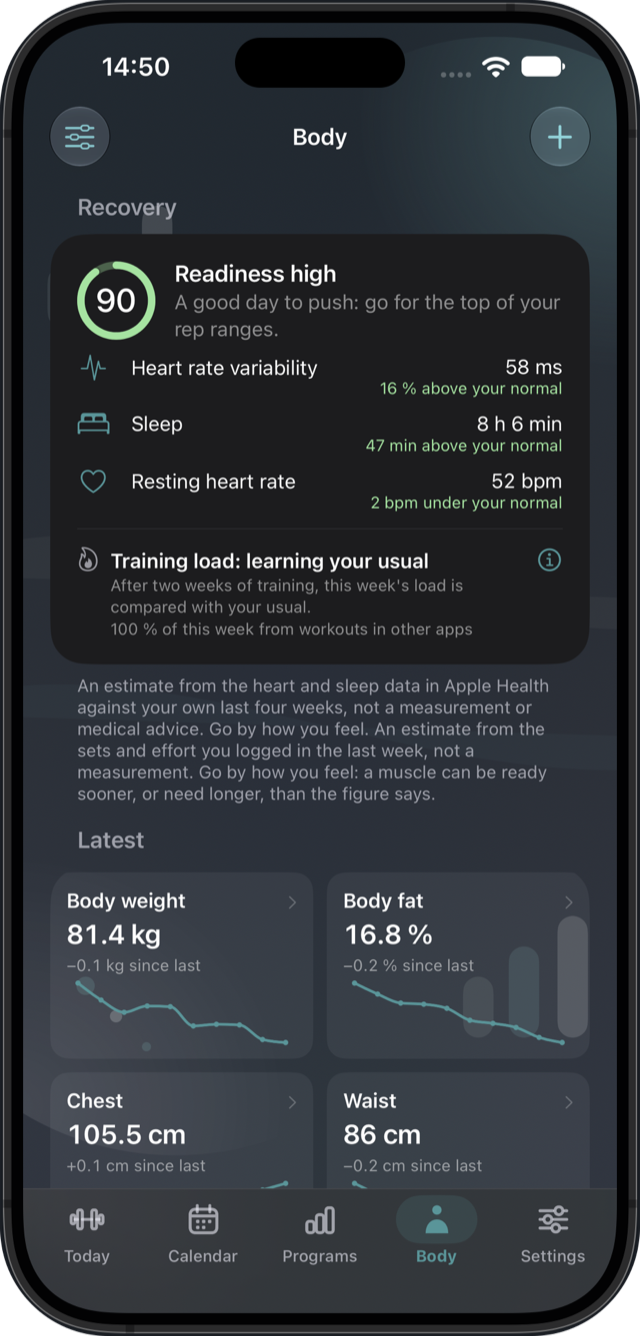 14:50
Body
Recovery
90
Readiness high
A good day to push: go for the top of your
rep ranges.
Heart rate variability
58 ms
16 % above your normal
Sleep
8 h 6 min
47 min above your normal
Resting heart rate
52 bpm
2 bpm under your normal
Training load: learning your usual
After two weeks of training, this week's load is
compared with your usual.
100 % of this week from workouts in other apps
An estimate from the heart and sleep data in Apple Health
against your own last four weeks, not a measurement or
medical advice. Go by how you feel. An estimate from the
sets and effort you logged in the last week, not a
measurement. Go by how you feel: a muscle can be ready
sooner, or need longer, than the figure says.
Latest
Body weight
81.4 kg
−0.1 kg since last
Body fat
16.8 %
−0.2 % since last
Chest
105.5 cm
+0.1 cm since last
Waist
86 cm
−0.2 cm since last
Today
Calendar
Programs
Body
Settings